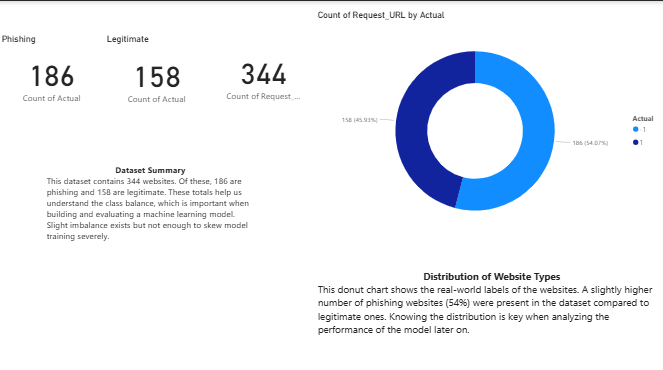 Count of Request_URL by Actual
Phishing
Legitimate
186
Count of Actual
158
Count of Actual
344
Count of Request_...
158 (45.93%)
186 (54.07%)
Actual
1
1
Dataset Summary
This dataset contains 344 websites. Of these, 186 are
phishing and 158 are legitimate. These totals help us
understand the class balance, which is important when
building and evaluating a machine learning model.
Slight imbalance exists but not enough to skew model
training severely.
Distribution of Website Types
This donut chart shows the real-world labels of the websites. A slightly higher
number of phishing websites (54%) were present in the dataset compared to
legitimate ones. Knowing the distribution is key when analyzing the
performance of the model later on.